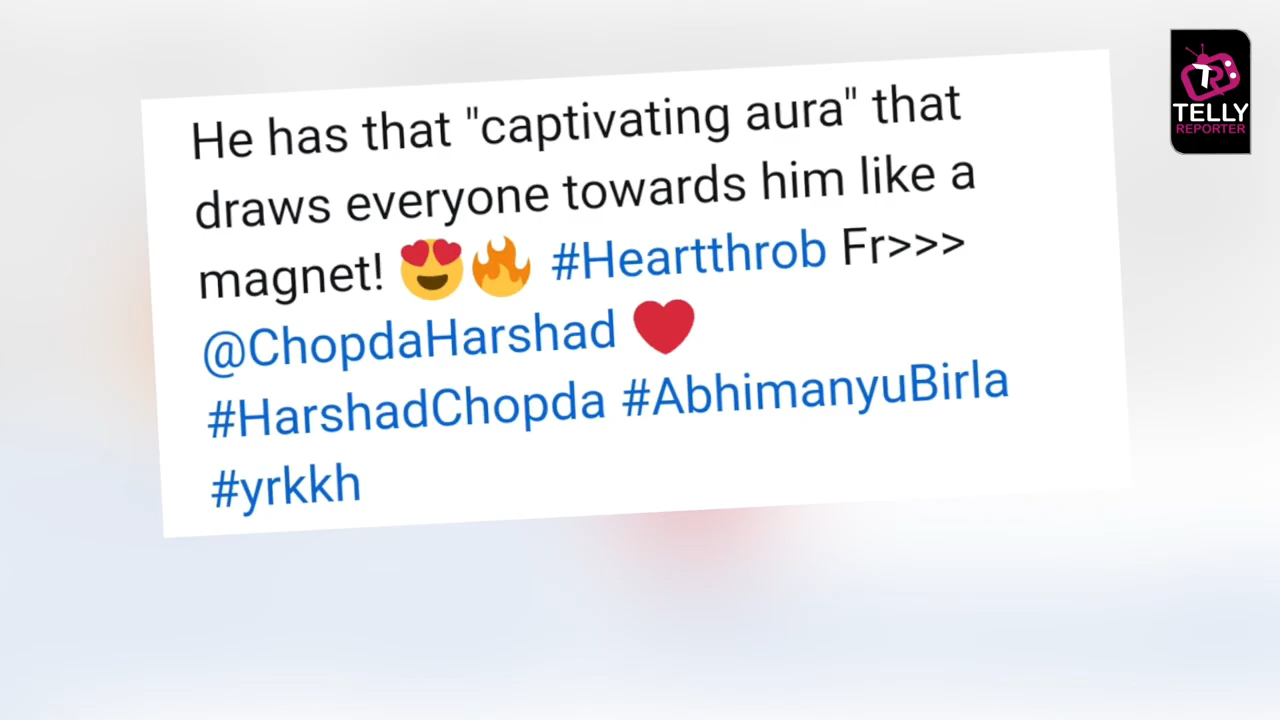 He has that "captivating aura" that
draws everyone towards him like a
magnet! 😍🔥 #Heartthrob Fr>>>
@ChopdaHarshad ❤️
#HarshadChopda #AbhimanyuBirla
#yrkkh
TR
TELLY
REPORTER